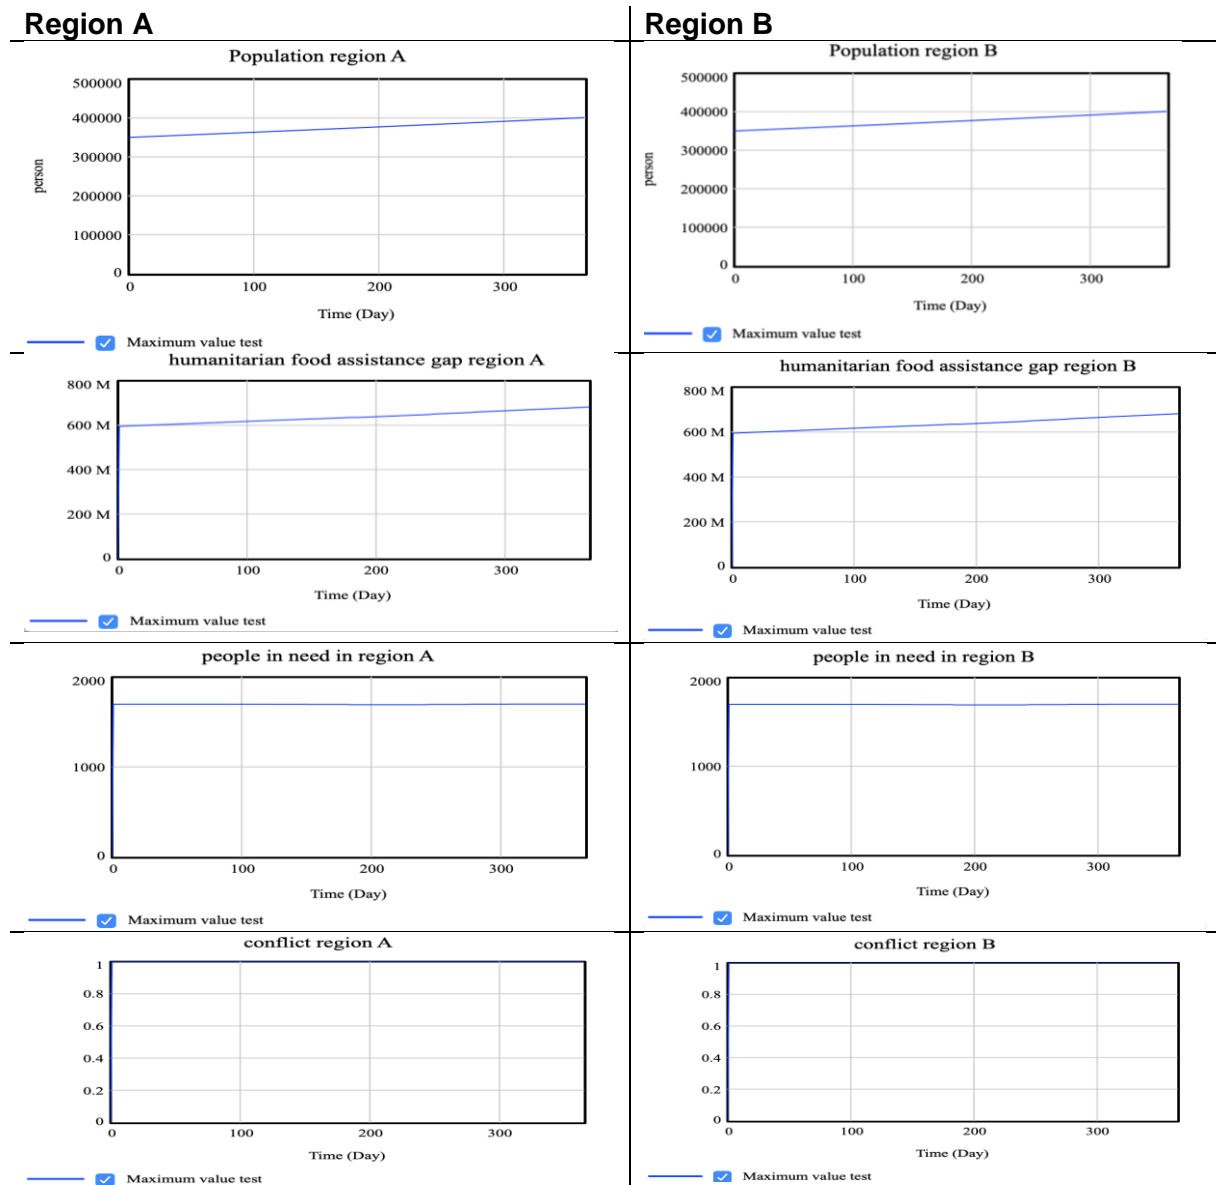 Region A
Region B
Population region A
500000
400000
300000
200000
100000
0
person
0 100 200 300
Time (Day)
Maximum value test
Population region B
500000
400000
300000
200000
100000
0
person
0 100 200 300
Time (Day)
Maximum value test
humanitarian food assistance gap region A
800 M
600 M
400 M
200 M
0
0 100 200 300
Time (Day)
Maximum value test
humanitarian food assistance gap region B
800 M
600 M
400 M
200 M
0
0 100 200 300
Time (Day)
Maximum value test
people in need in region A
2000
1000
0
0 100 200 300
Time (Day)
Maximum value test
people in need in region B
2000
1000
0
0 100 200 300
Time (Day)
Maximum value test
conflict region A
1
0.8
0.6
0.4
0.2
0
0 100 200 300
Time (Day)
Maximum value test
conflict region B
1
0.8
0.6
0.4
0.2
0
0 100 200 300
Time (Day)
Maximum value test